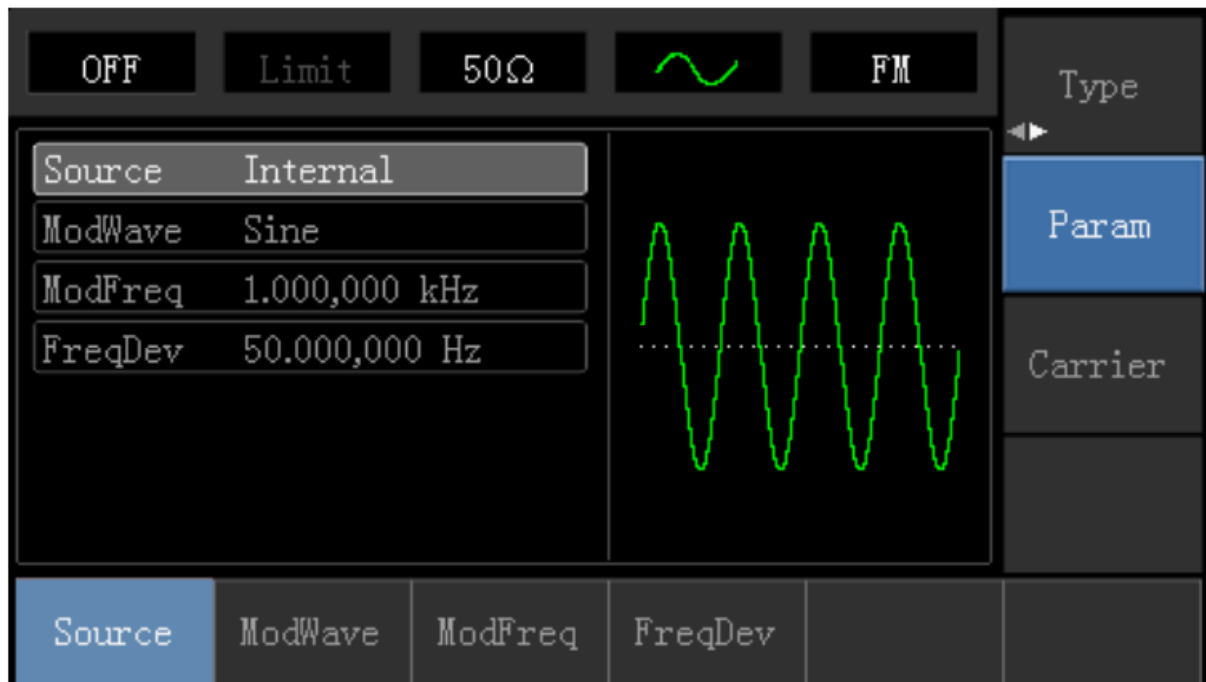 OFF Limit 50Ω FM
Type
Source Internal
ModWave Sine
ModFreq 1.000,000 kHz
FreqDev 50.000,000 Hz
Param
Carrier
Source ModWave ModFreq FreqDev